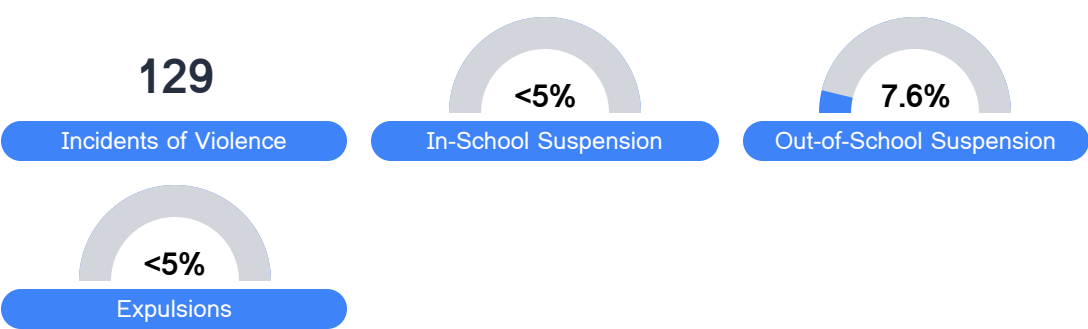 129
Incidents of Violence
<5%
In-School Suspension
7.6%
Out-of-School Suspension
<5%
Expulsions